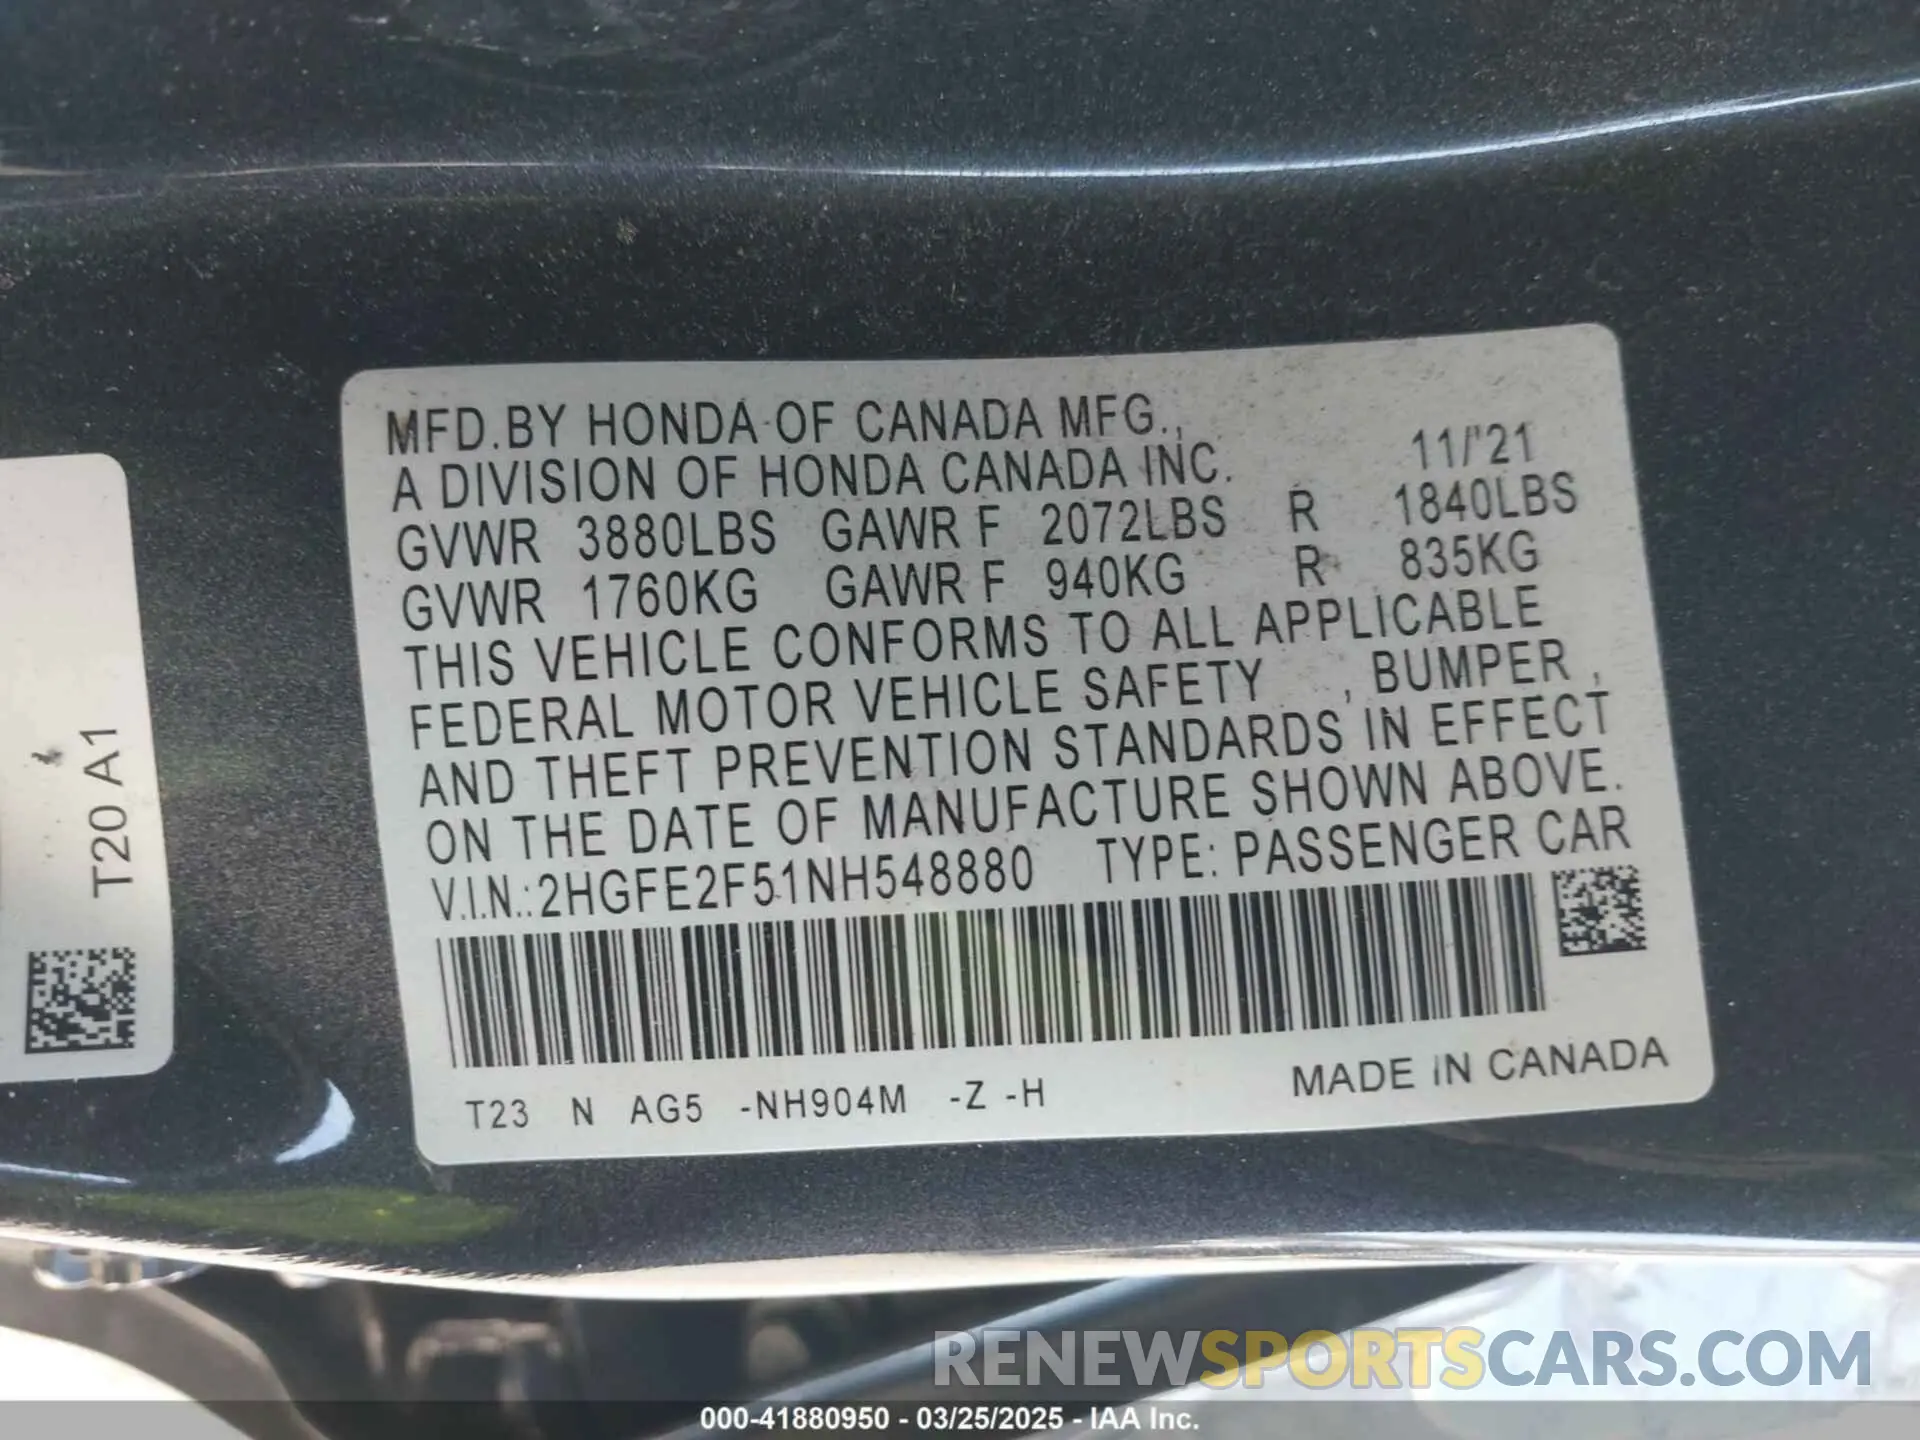 MFD.BY HONDA OF CANADA MFG.,
A DIVISION OF HONDA CANADA INC. 11/'21
GVWR 3880LBS GAWR F 2072LBS R 1840LBS
GVWR 1760KG GAWR F 940KG R 835KG
THIS VEHICLE CONFORMS TO ALL APPLICABLE
FEDERAL MOTOR VEHICLE SAFETY , BUMPER ,
AND THEFT PREVENTION STANDARDS IN EFFECT
ON THE DATE OF MANUFACTURE SHOWN ABOVE.
V.I.N.:2HGFE2F51NH548880 TYPE: PASSENGER CAR
T23 N AG5 -NH904M -Z -H MADE IN CANADA
T20 A1
RENEWSPORTSCARS.COM
000-41880950 - 03/25/2025 - IAA Inc.